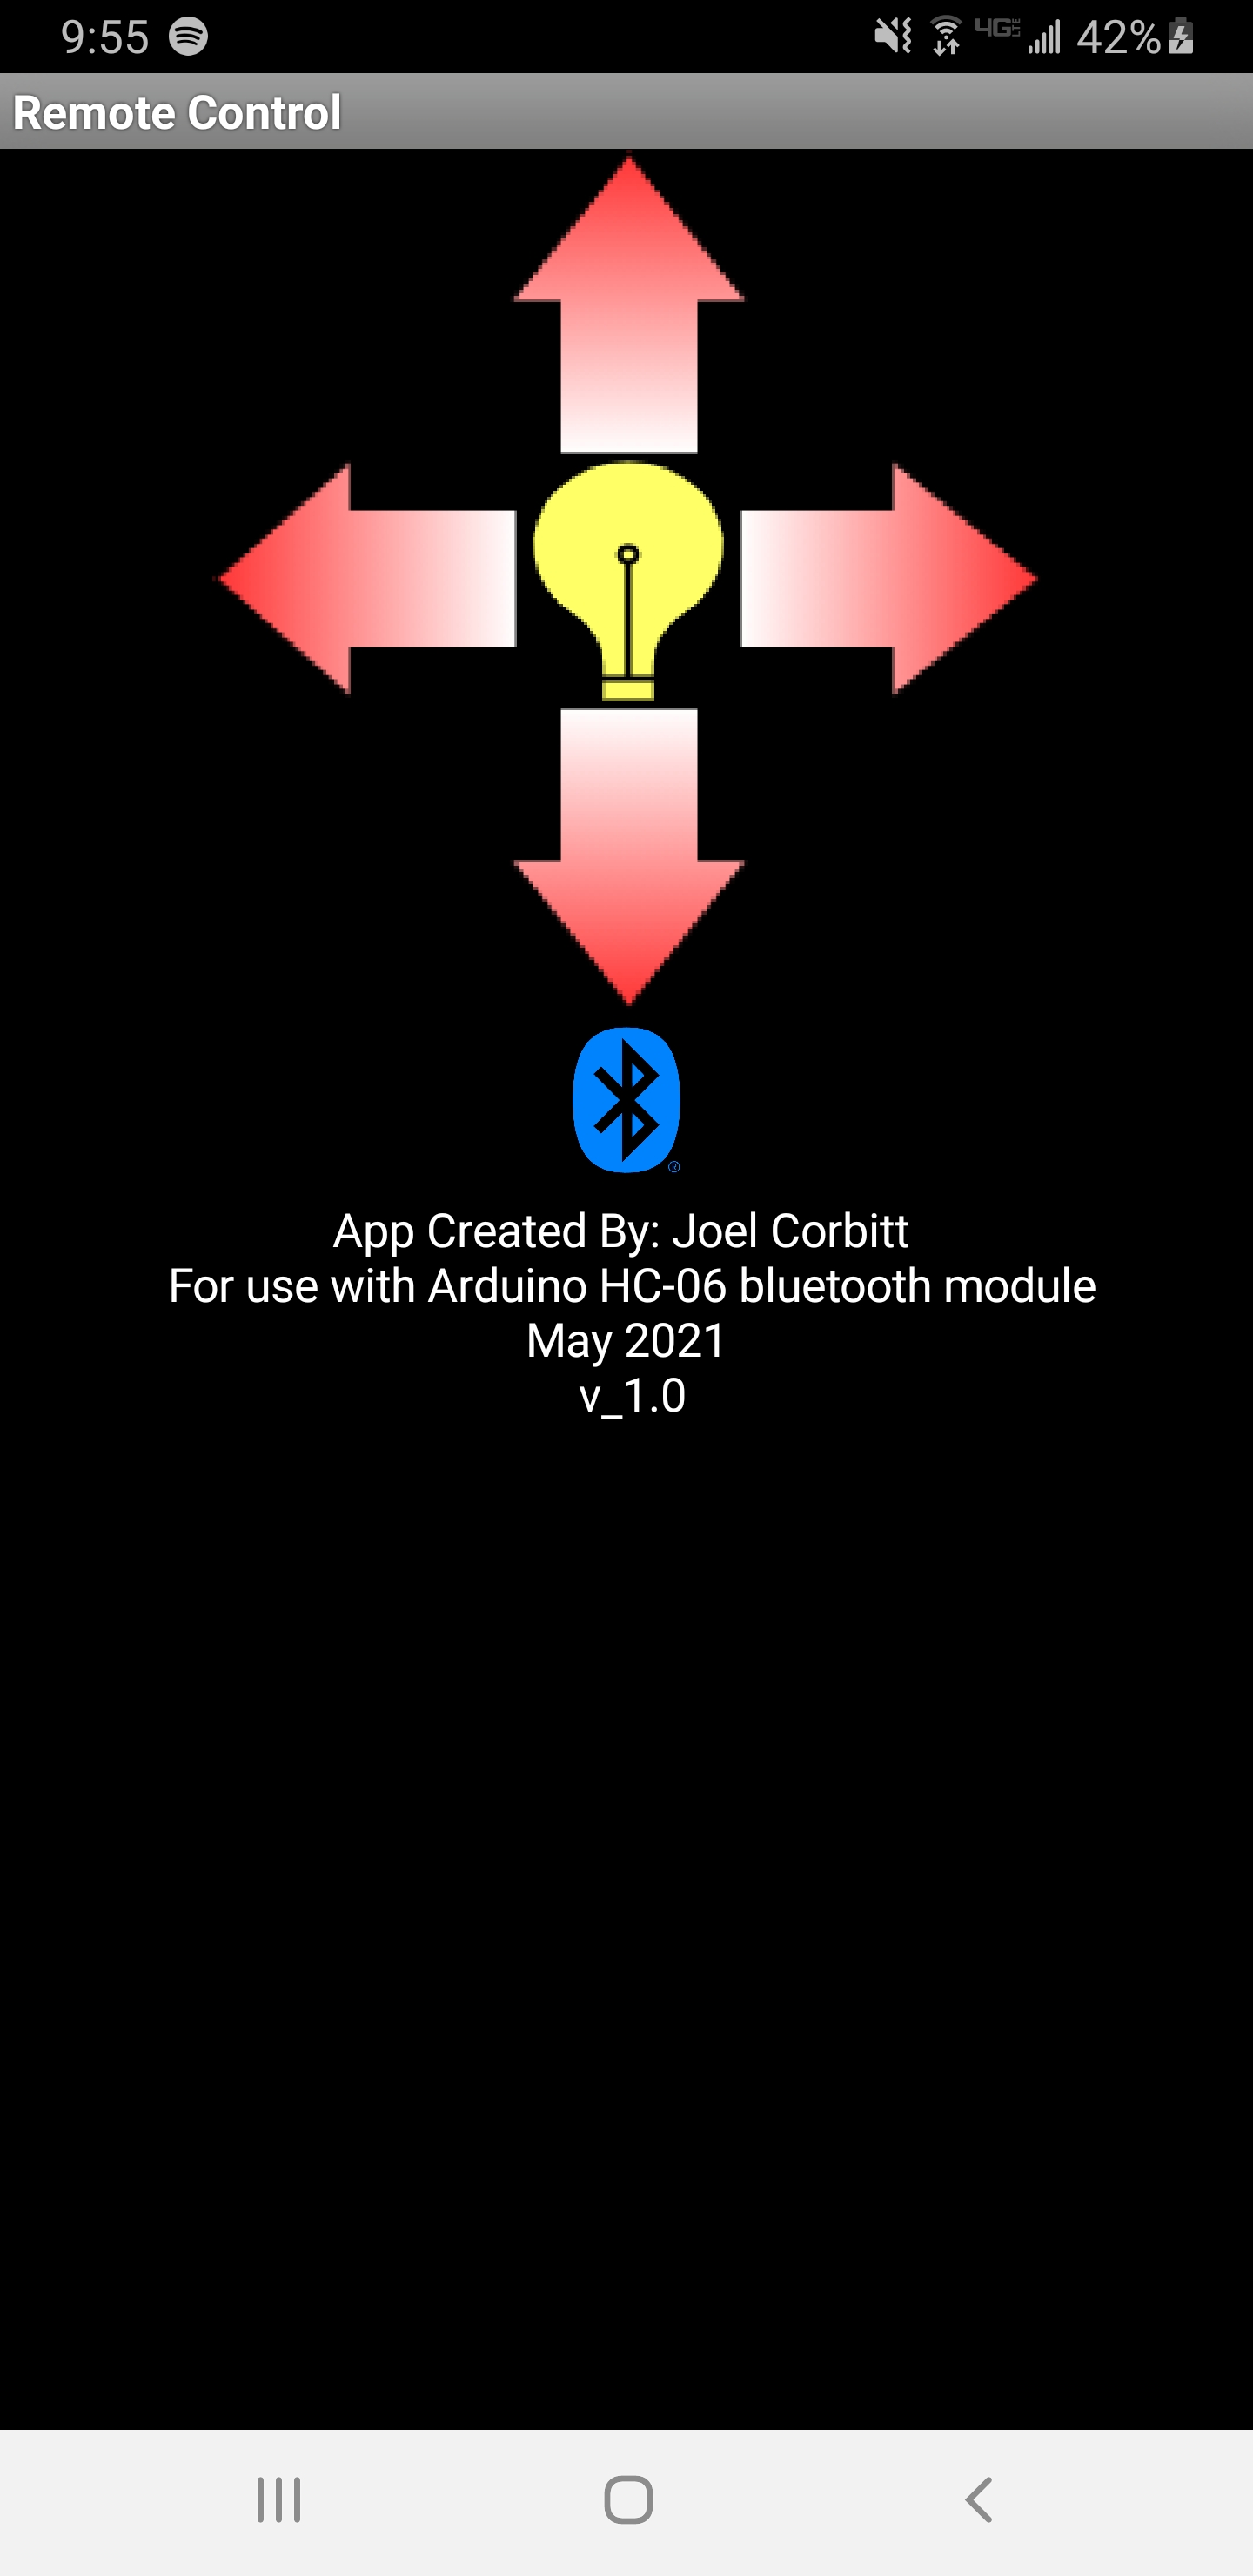 9:55 4G LTE 42%
Remote Control
®
App Created By: Joel Corbitt
For use with Arduino HC-06 bluetooth module
May 2021
v_1.0